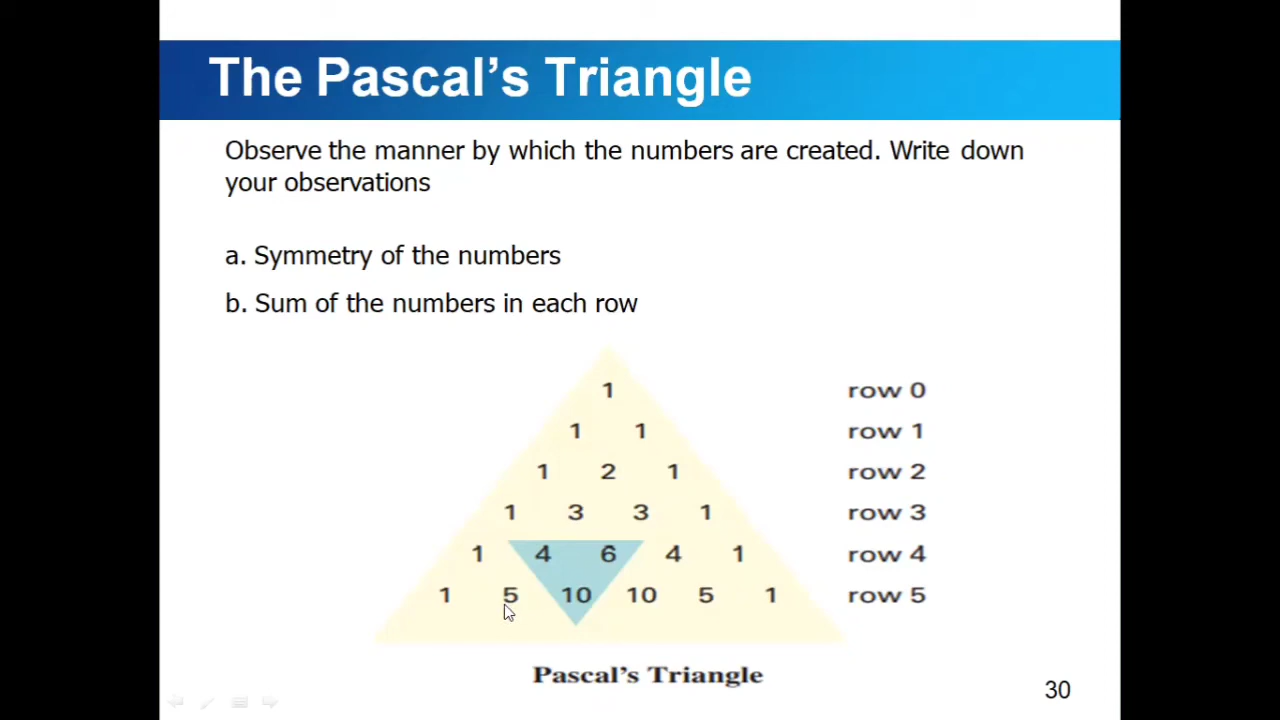 The Pascal's Triangle
Observe the manner by which the numbers are created. Write down
your observations
a. Symmetry of the numbers
b. Sum of the numbers in each row
1 row 0
1 1 row 1
1 2 1 row 2
1 3 3 1 row 3
1 4 6 4 1 row 4
1 5 10 10 5 1 row 5
Pascal's Triangle
30